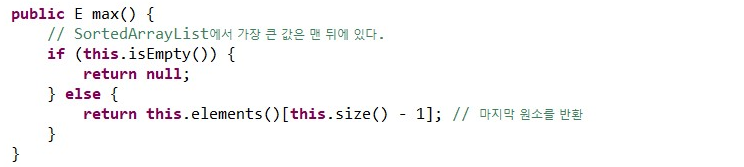 public E max() {
    // SortedArrayList에서 가장 큰 값은 맨 뒤에 있다.
    if (this.isEmpty()) {
        return null;
    } else {
        return this.elements()[this.size() - 1]; // 마지막 원소를 반환
    }
}